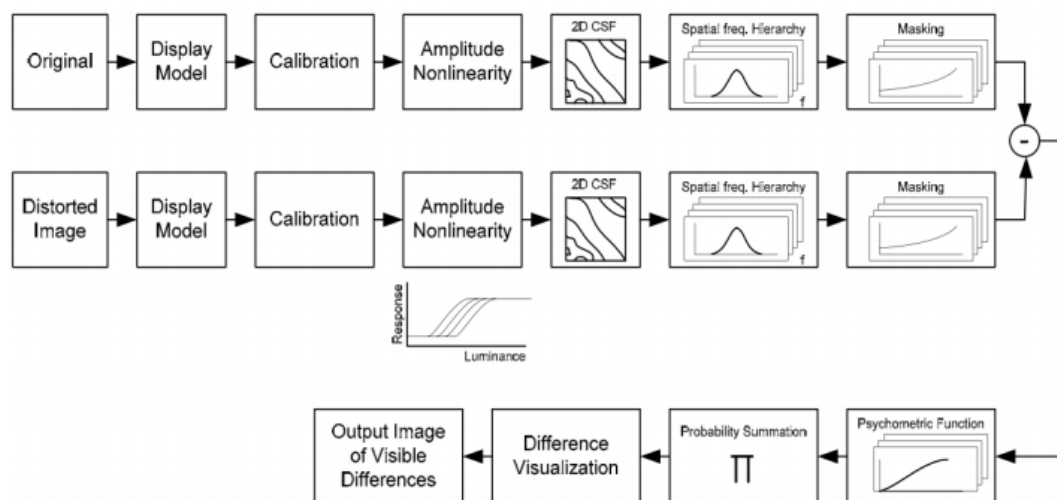 Original
Display
Model
Calibration
Amplitude
Nonlinearity
2D CSF
Spatial freq. Hierarchy
f
Masking
-
Distorted
Image
Display
Model
Calibration
Amplitude
Nonlinearity
2D CSF
Spatial freq. Hierarchy
f
Masking
Response
Luminance
Output Image
of Visible
Differences
Difference
Visualization
Probability Summation
∏
Psychometric Function